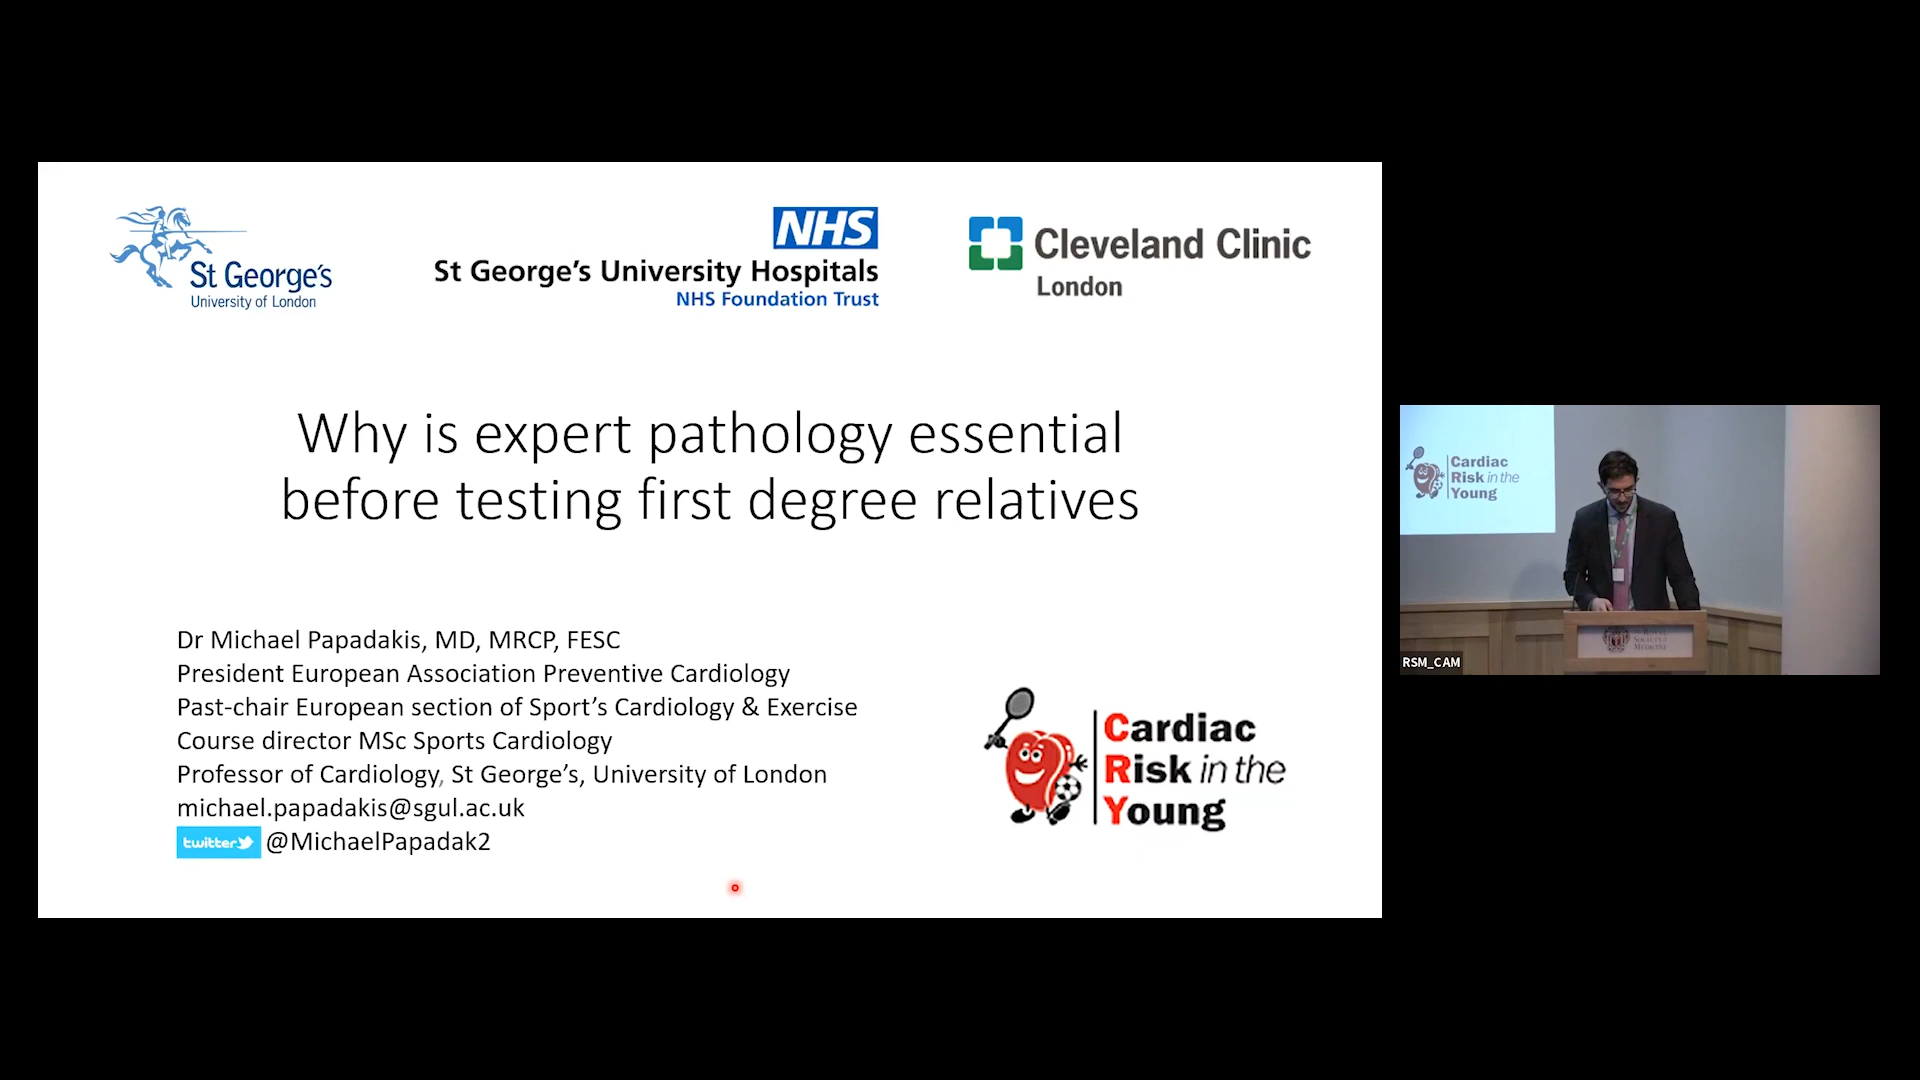 St George's
University of London
NHS
St George's University Hospitals
NHS Foundation Trust
Cleveland Clinic
London
Why is expert pathology essential
before testing first degree relatives
Dr Michael Papadakis, MD, MRCP, FESC
President European Association Preventive Cardiology
Past-chair European section of Sport's Cardiology & Exercise
Course director MSc Sports Cardiology
Professor of Cardiology, St George's, University of London
michael.papadakis@sgul.ac.uk
twitter @MichaelPapadak2
Cardiac
Risk in the
Young
Cardiac
Risk in the
Young
Royal
Society of
Medicine
RSM_CAM